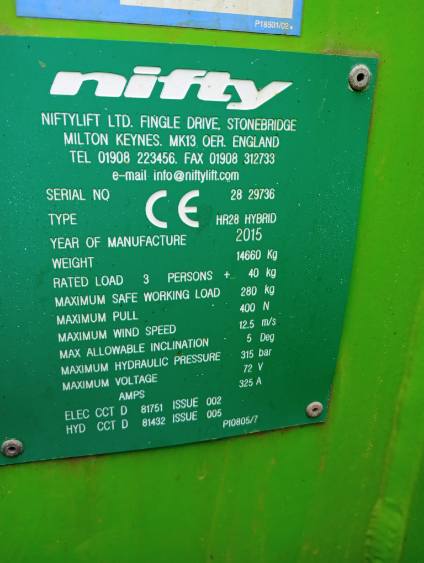 P18501/02
nifty
NIFTYLIFT LTD. FINGLE DRIVE, STONEBRIDGE
MILTON KEYNES. MK13 OER. ENGLAND
TEL 01908 223456. FAX 01908 312733
e-mail info@niftylift.com
SERIAL NO 28 29736
TYPE CE HR28 HYBRID
YEAR OF MANUFACTURE 2015
WEIGHT 14660 Kg
RATED LOAD 3 PERSONS + 40 kg
MAXIMUM SAFE WORKING LOAD 280 kg
MAXIMUM PULL 400 N
MAXIMUM WIND SPEED 12.5 m/s
MAX ALLOWABLE INCLINATION 5 Deg
MAXIMUM HYDRAULIC PRESSURE 315 bar
MAXIMUM VOLTAGE 72 V
AMPS 325 A
ELEC CCT D 81751 ISSUE 002
HYD CCT D 81432 ISSUE 005
P10805/7